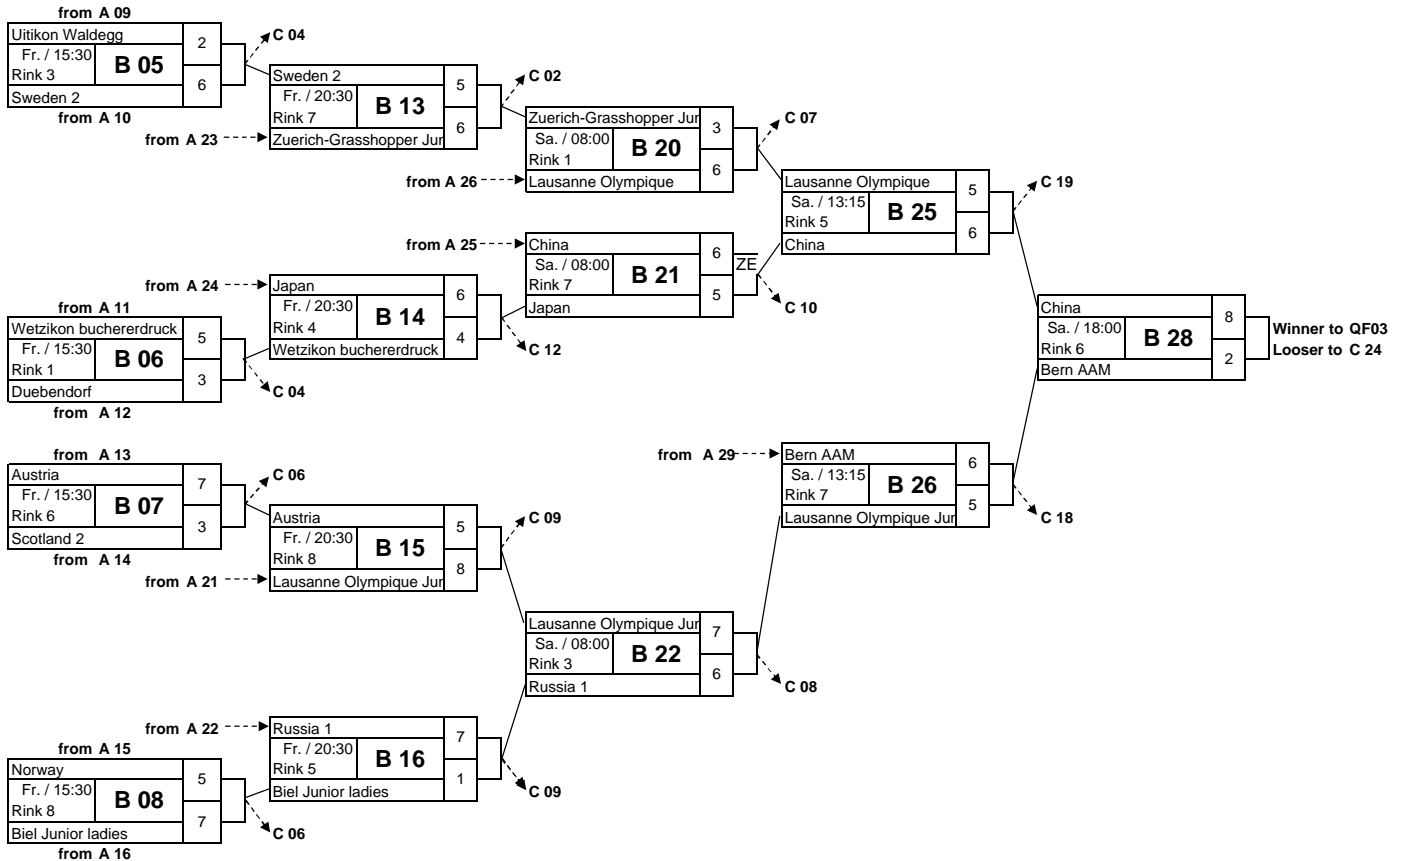 from A 09
Uitikon Waldegg
2
Fr. / 15:30
Rink 3
B 05
6
Sweden 2
from A 10
C 04
Sweden 2
5
Fr. / 20:30
Rink 7
B 13
6
from A 23
Zuerich-Grasshopper Jur
C 02
Zuerich-Grasshopper Jur
3
Sa. / 08:00
Rink 1
B 20
6
from A 26
Lausanne Olympique
C 07
Lausanne Olympique
5
Sa. / 13:15
Rink 5
B 25
6
China
C 19
from A 25
China
6
ZE
Sa. / 08:00
Rink 7
B 21
5
Japan
C 10
from A 24
Japan
6
Fr. / 20:30
Rink 4
B 14
4
Wetzikon buchererdruck
C 12
from A 11
Wetzikon buchererdruck
5
Fr. / 15:30
Rink 1
B 06
3
Duebendorf
from A 12
C 04
China
8
Sa. / 18:00
Rink 6
B 28
2
Bern AAM
Winner to QF03
Looser to C 24
from A 13
Austria
7
Fr. / 15:30
Rink 6
B 07
3
Scotland 2
from A 14
C 06
Austria
5
Fr. / 20:30
Rink 8
B 15
8
from A 21
Lausanne Olympique Jur
C 09
from A 29
Bern AAM
6
Sa. / 13:15
Rink 7
B 26
5
Lausanne Olympique Jur
C 18
Lausanne Olympique Jur
7
Sa. / 08:00
Rink 3
B 22
6
Russia 1
C 08
from A 22
Russia 1
7
Fr. / 20:30
Rink 5
B 16
1
Biel Junior ladies
C 09
from A 15
Norway
5
Fr. / 15:30
Rink 8
B 08
7
Biel Junior ladies
from A 16
C 06